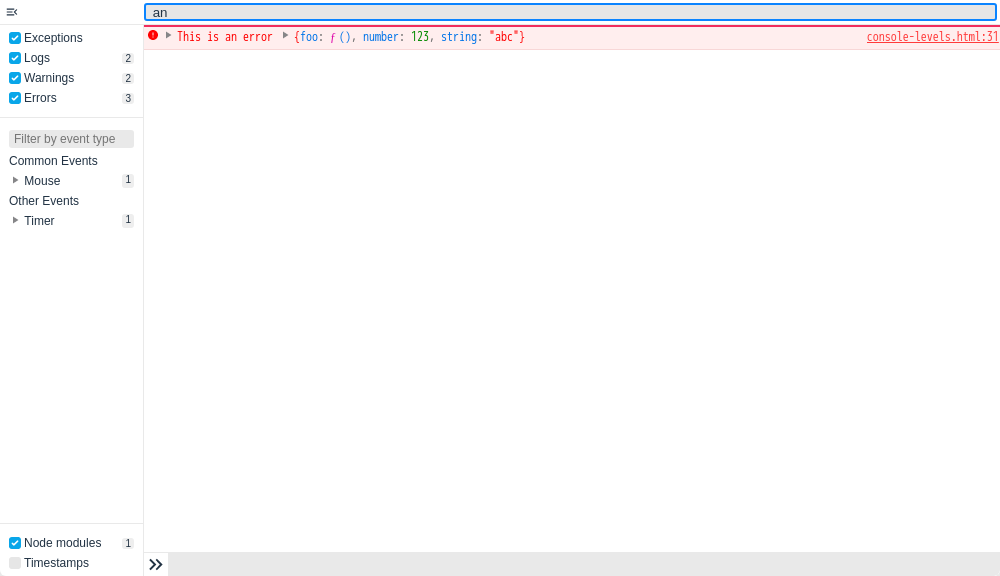 an
Exceptions
Logs 2
Warnings 2
Errors 3
Filter by event type
Common Events
Mouse 1
Other Events
Timer 1
Node modules 1
Timestamps
This is an error {foo: ƒ (), number: 123, string: "abc"} console-levels.html:31